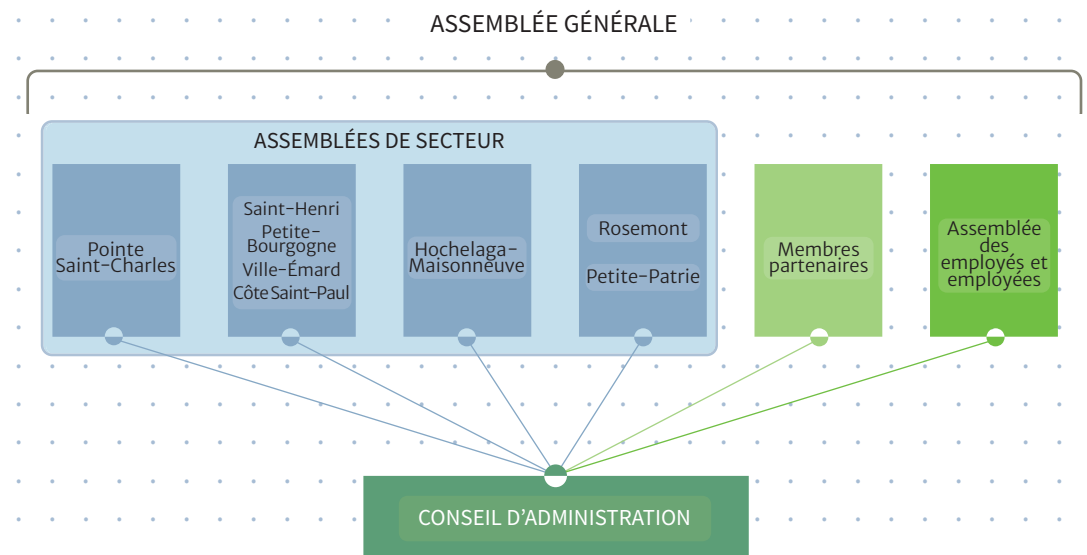 ASSEMBLÉE GÉNÉRALE
ASSEMBLÉES DE SECTEUR
Pointe
Saint-Charles
Saint-Henri
Petite-
Bourgogne
Ville-Émard
Côte Saint-Paul
Hochelaga-
Maisonneuve
Rosemont
Petite-Patrie
Membres
partenaires
Assemblée
des
employés et
employées
CONSEIL D’ADMINISTRATION